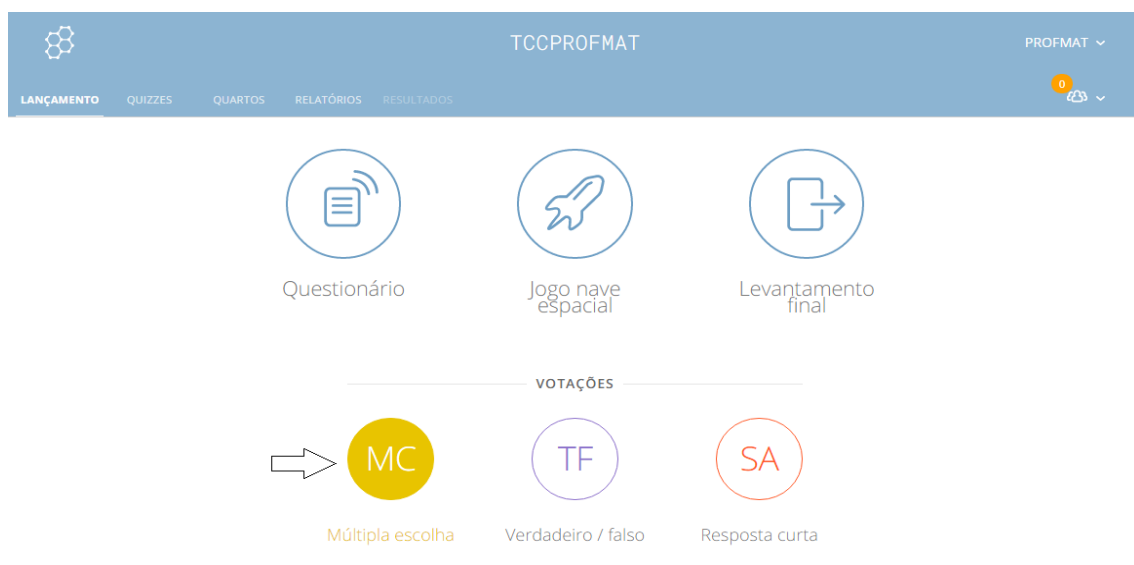 TCCPROFMAT
PROFMAT
0
LANÇAMENTO QUIZZES QUARTOS RELATÓRIOS RESULTADOS
Questionário
Jogo nave
espacial
Levantamento
final
VOTAÇÕES
MC
TF
SA
Múltipla escolha
Verdadeiro / falso
Resposta curta